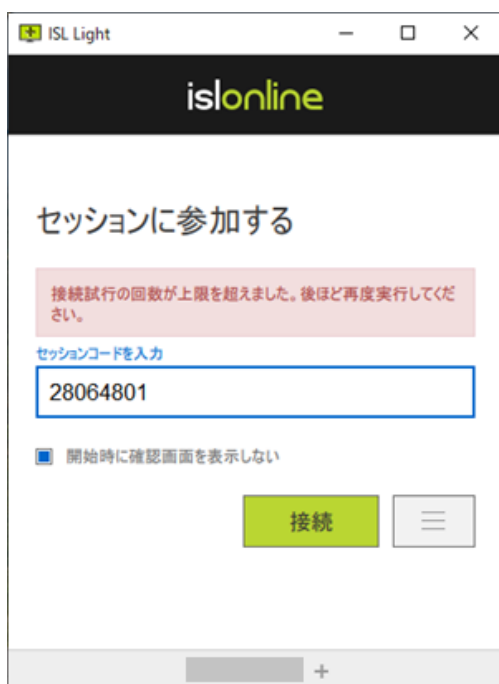 ISL Light
islonline
セッションに参加する
接続試行の回数が上限を超えました。後ほど再度実行してくだ
さい。
セッションコードを入力
28064801
開始時に確認画面を表示しない
接続